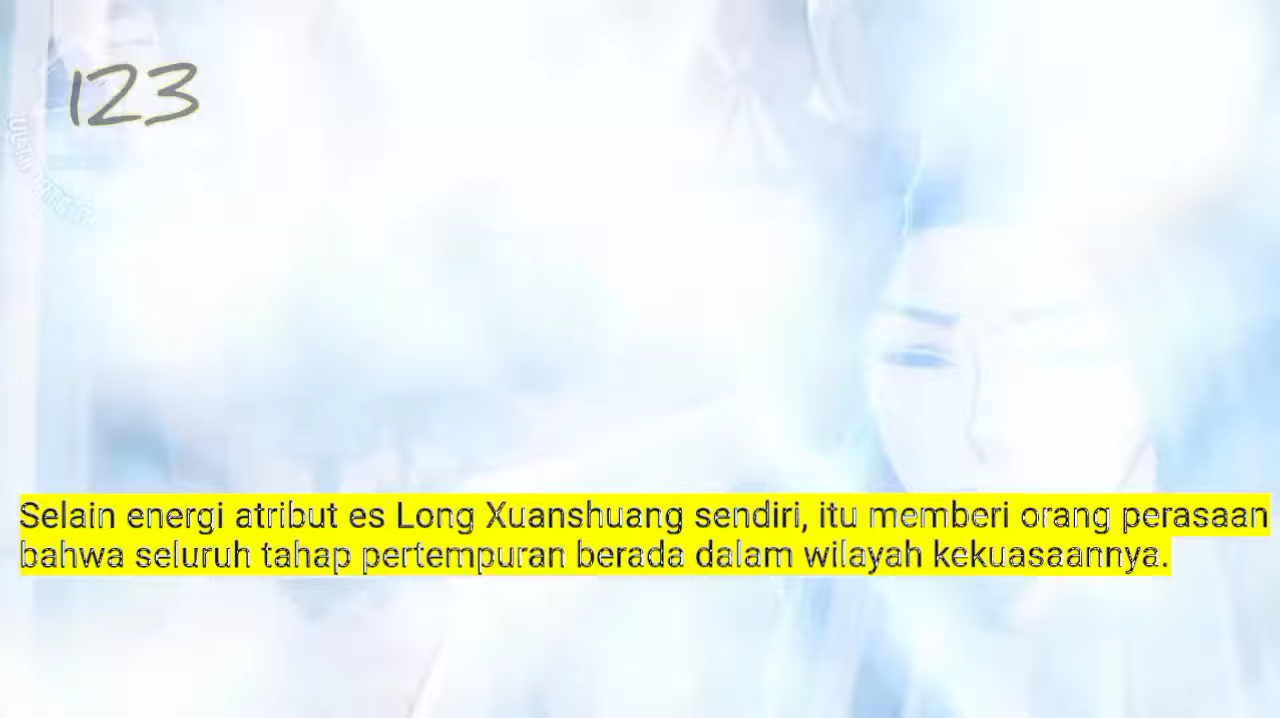 123
Selain energi atribut es Long Xuanshuang sendiri, itu memberi orang perasaan
bahwa seluruh tahap pertempuran berada dalam wilayah kekuasaannya.